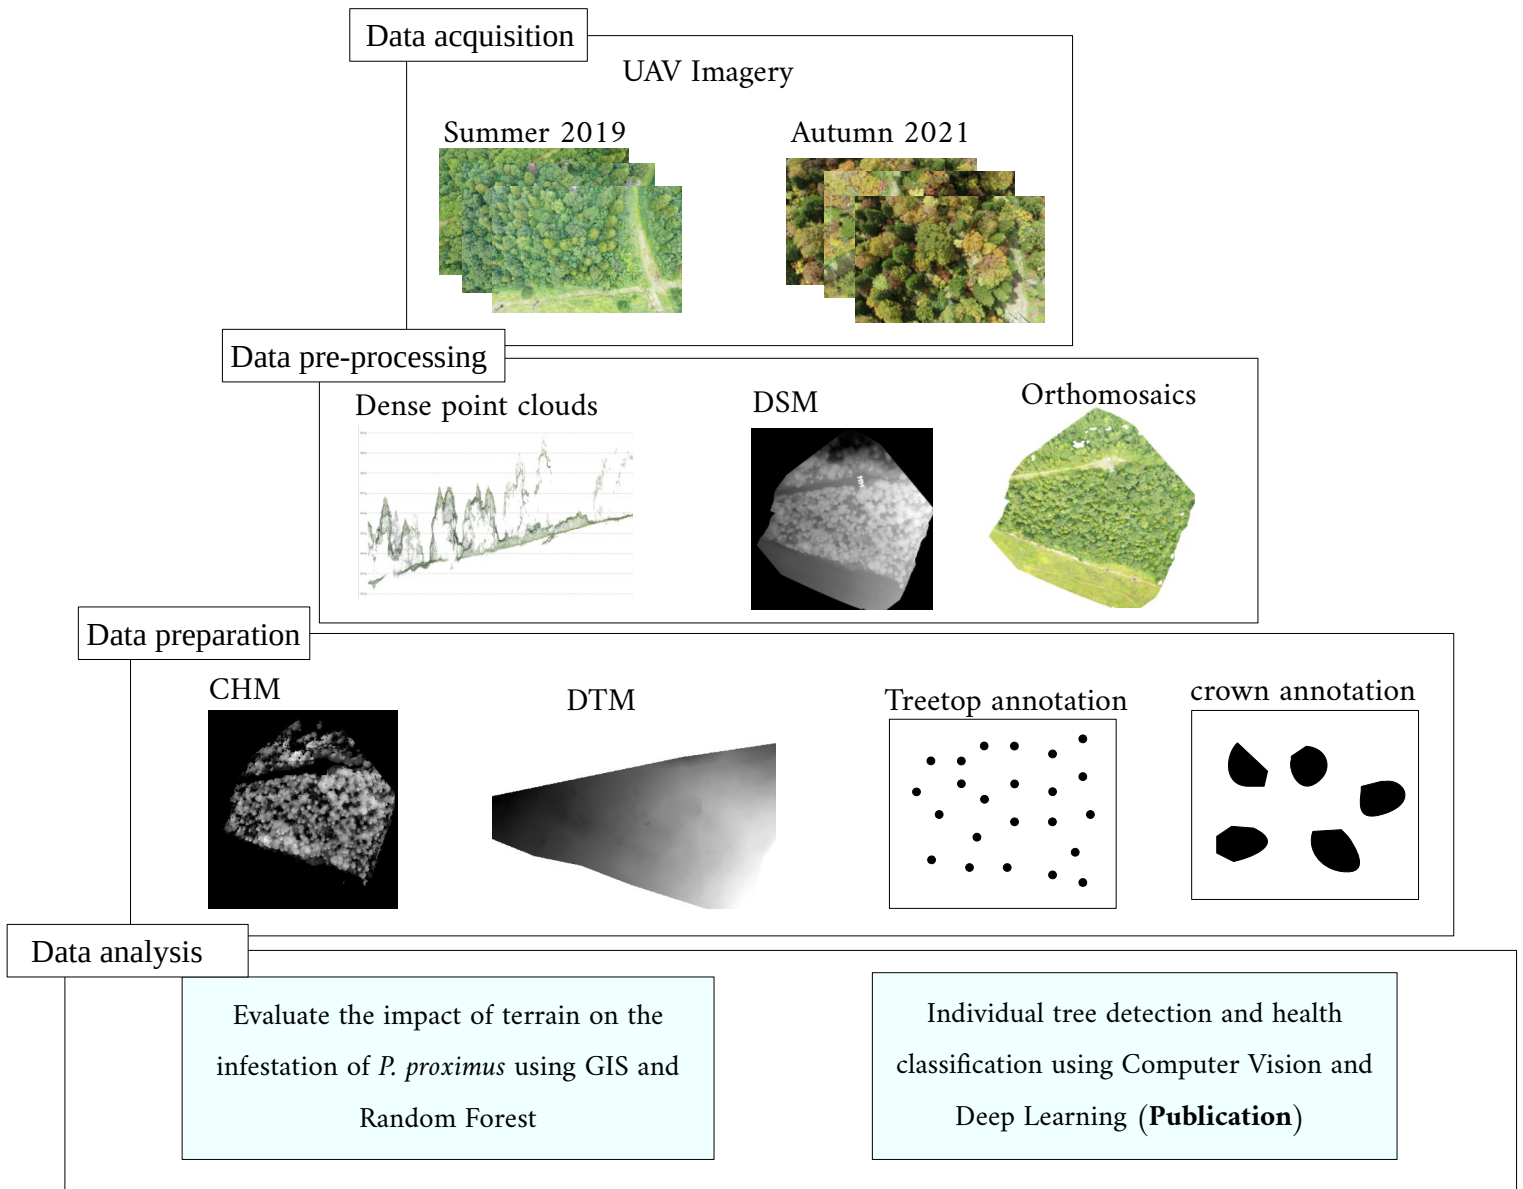 Data acquisition
UAV Imagery
Summer 2019
Autumn 2021
Data pre-processing
Dense point clouds
DSM
Orthomosaics
Data preparation
CHM
DTM
Treetop annotation
crown annotation
Data analysis
Evaluate the impact of terrain on the
infestation of P. proximus using GIS and
Random Forest
Individual tree detection and health
classification using Computer Vision and
Deep Learning (Publication)